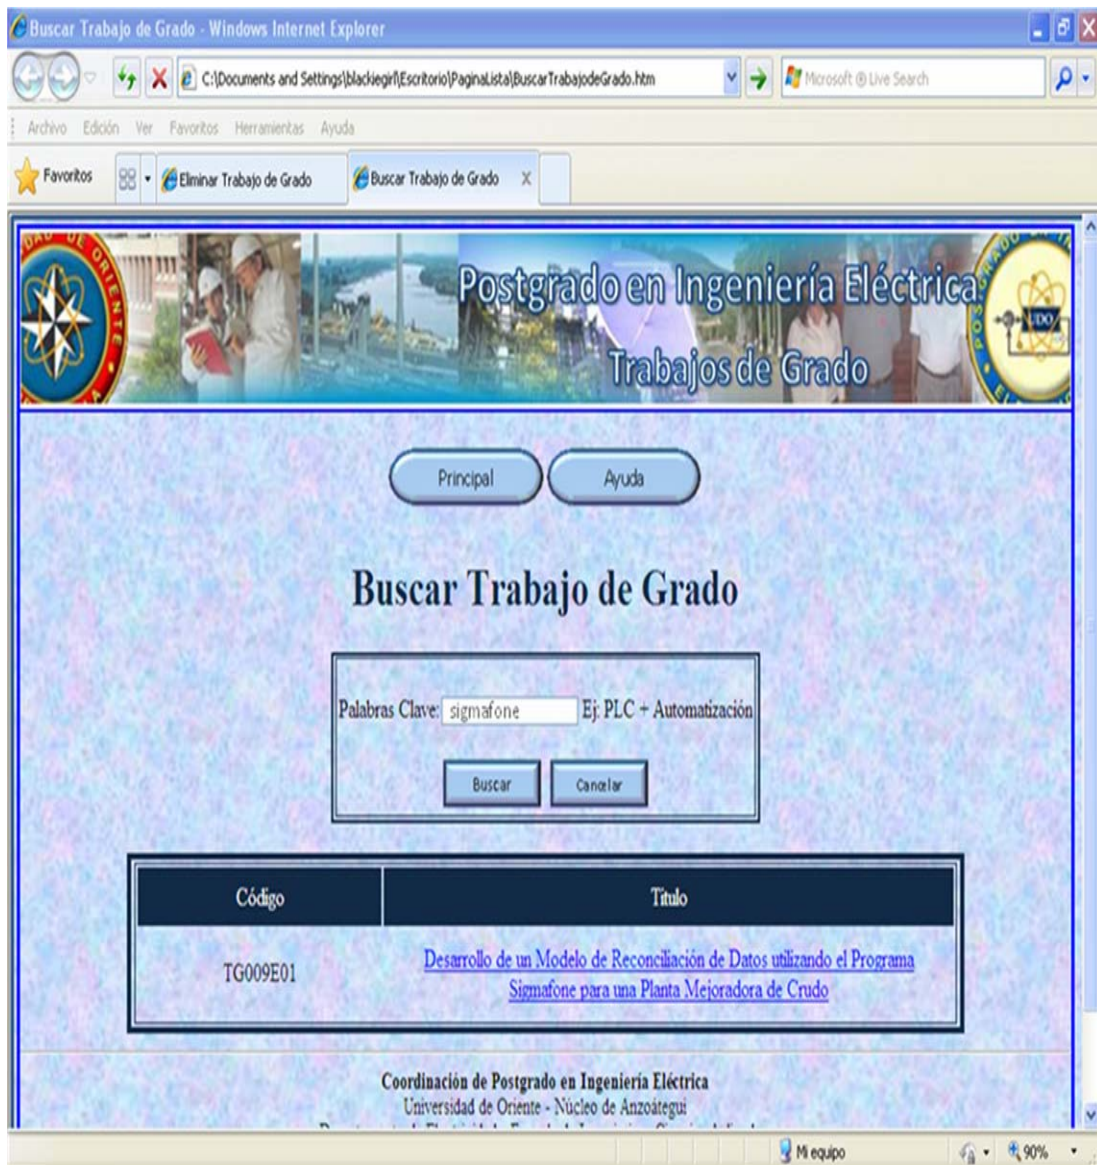 Buscar Trabajo de Grado - Windows Internet Explorer
C:\Documents and Settings\blackiegirl\Escritorio\PaginaLista\BuscarTrabajodeGrado.htm
Microsoft ® Live Search
Archivo Edición Ver Favoritos Herramientas Ayuda
Favoritos
Eliminar Trabajo de Grado
Buscar Trabajo de Grado X
Postgrado en Ingeniería Eléctrica
Trabajos de Grado
DE ORIENTE
UDO
Principal
Ayuda
Buscar Trabajo de Grado
Palabras Clave: sigmafone Ej: PLC + Automatización
Buscar Cancelar
Código Titulo
TG009E01
Desarrollo de un Modelo de Reconciliación de Datos utilizando el Programa
Sigmafone para una Planta Mejoradora de Crudo
Coordinación de Postgrado en Ingeniería Eléctrica
Universidad de Oriente - Núcleo de Anzoátegui
Mi equipo
90%